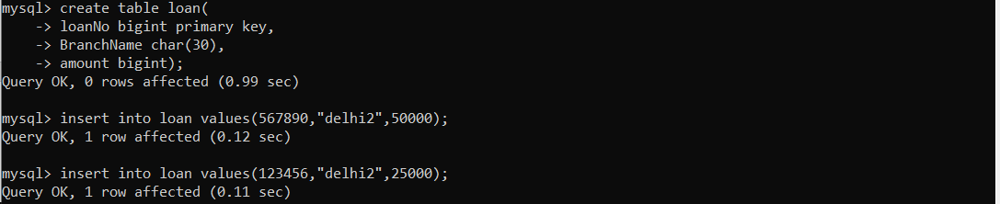 mysql> create table loan(
    -> loanNo bigint primary key,
    -> BranchName char(30),
    -> amount bigint);
Query OK, 0 rows affected (0.99 sec)
mysql> insert into loan values(567890,"delhi2",50000);
Query OK, 1 row affected (0.12 sec)
mysql> insert into loan values(123456,"delhi2",25000);
Query OK, 1 row affected (0.11 sec)